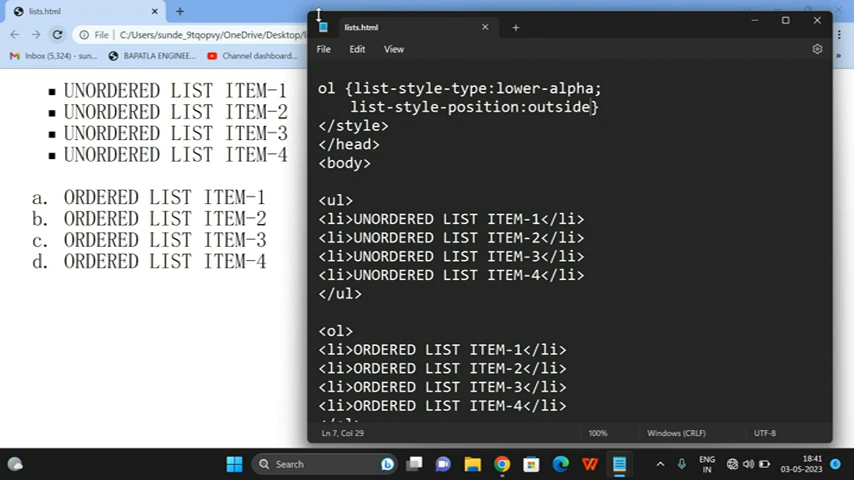 lists.html
File
C:/Users/sunde_9tqopvy/OneDrive/Desktop/l
Inbox (5,324) - sun...
BAPATLA ENGINEE...
Channel dashboard...
UNORDERED LIST ITEM-1
UNORDERED LIST ITEM-2
UNORDERED LIST ITEM-3
UNORDERED LIST ITEM-4
a. ORDERED LIST ITEM-1
b. ORDERED LIST ITEM-2
c. ORDERED LIST ITEM-3
d. ORDERED LIST ITEM-4
lists.html
File Edit View
ol {list-style-type:lower-alpha;
list-style-position:outside}
</style>
</head>
<body>
<ul>
<li>UNORDERED LIST ITEM-1</li>
<li>UNORDERED LIST ITEM-2</li>
<li>UNORDERED LIST ITEM-3</li>
<li>UNORDERED LIST ITEM-4</li>
</ul>
<ol>
<li>ORDERED LIST ITEM-1</li>
<li>ORDERED LIST ITEM-2</li>
<li>ORDERED LIST ITEM-3</li>
<li>ORDERED LIST ITEM-4</li>
Ln 7, Col 29
100%
Windows (CRLF)
UTF-8
Search
ENG
IN
18:41
03-05-2023
6